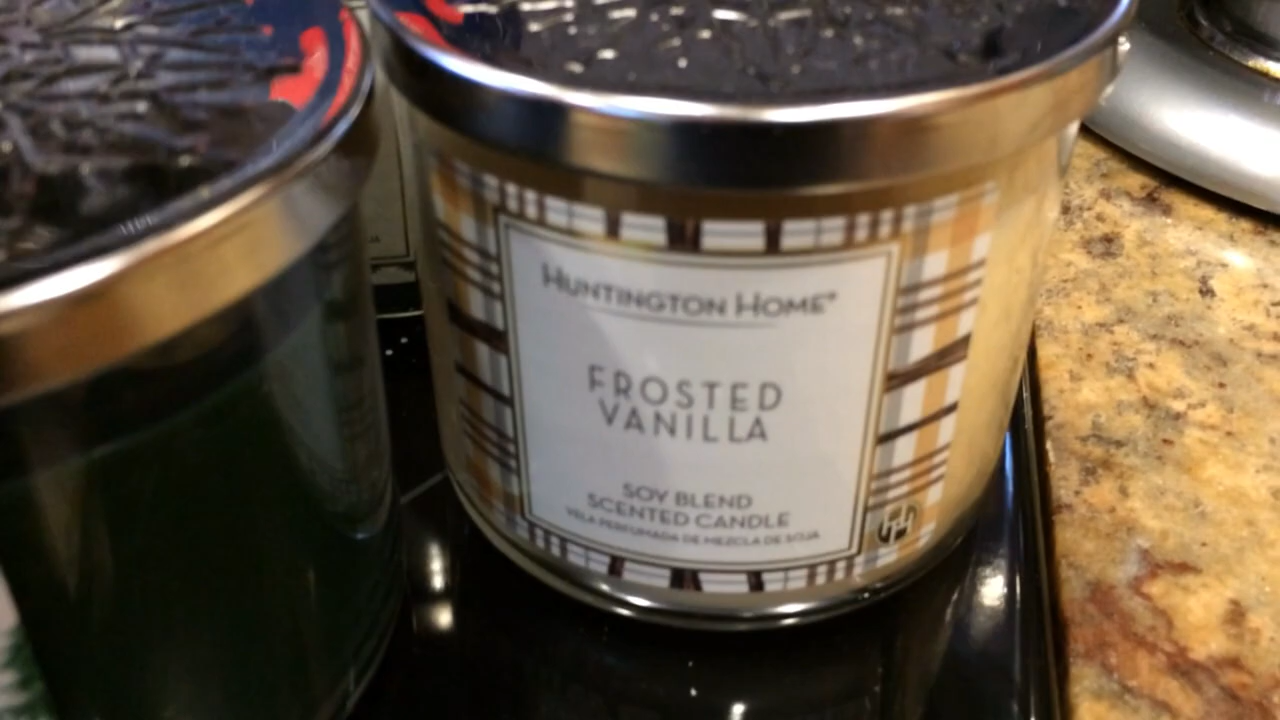 HUNTINGTON HOME®
FROSTED
VANILLA
SOY BLEND
SCENTED CANDLE
VELA PERFUMADA DE MEZCLA DE SOJA